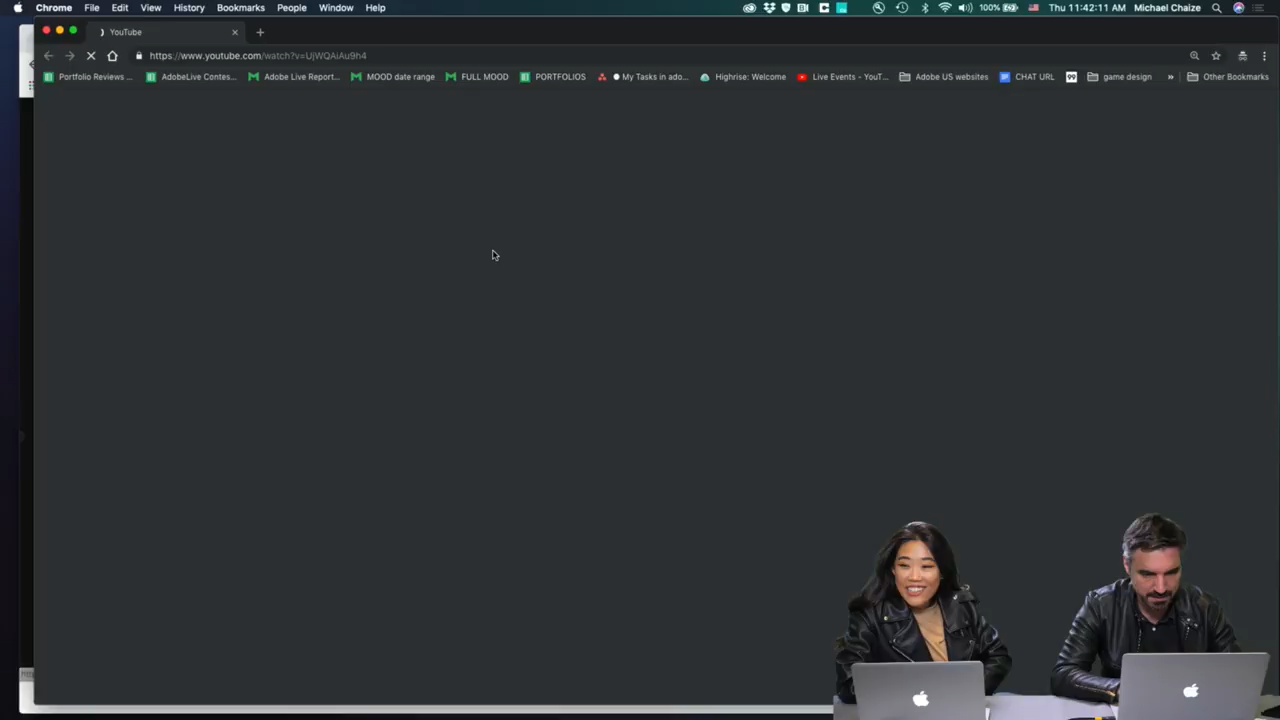 Chrome File Edit View History Bookmarks People Window Help 100% Thu 11:42:11 AM Michael Chaize
YouTube
https://www.youtube.com/watch?v=UjWQAiAu9h4
Portfolio Reviews ... AdobeLive Contes... Adobe Live Report... MOOD date range FULL MOOD PORTFOLIOS My Tasks in ado... Highrise: Welcome Live Events - YouT... Adobe US websites CHAT URL 99 game design » Other Bookmarks